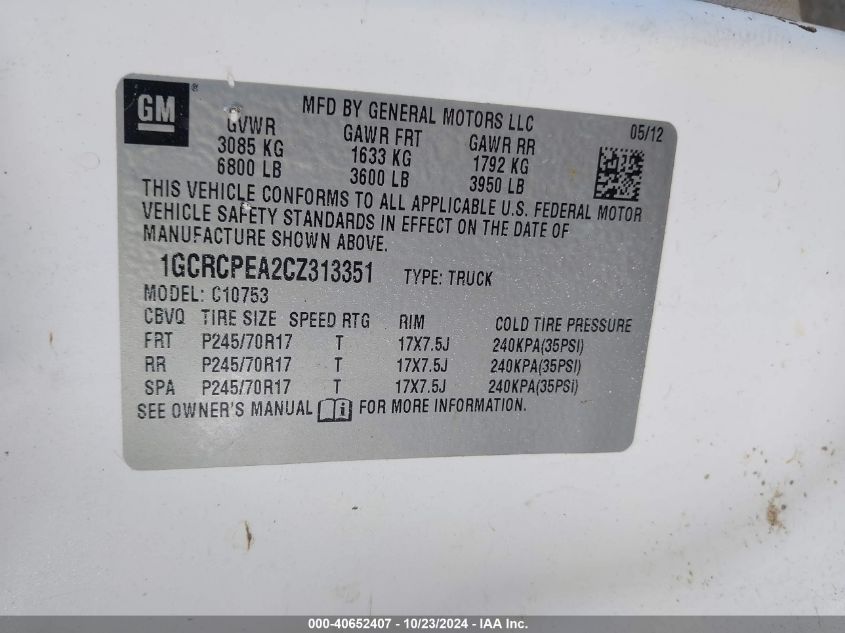 GM ®
MFD BY GENERAL MOTORS LLC 05/12
GVWR GAWR FRT GAWR RR
3085 KG 1633 KG 1792 KG
6800 LB 3600 LB 3950 LB
THIS VEHICLE CONFORMS TO ALL APPLICABLE U.S. FEDERAL MOTOR
VEHICLE SAFETY STANDARDS IN EFFECT ON THE DATE OF
MANUFACTURE SHOWN ABOVE.
1GCRCPEA2CZ313351 TYPE: TRUCK
MODEL: C10753
CBVQ TIRE SIZE SPEED RTG RIM COLD TIRE PRESSURE
FRT P245/70R17 T 17X7.5J 240KPA(35PSI)
RR P245/70R17 T 17X7.5J 240KPA(35PSI)
SPA P245/70R17 T 17X7.5J 240KPA(35PSI)
SEE OWNER'S MANUAL i FOR MORE INFORMATION.
000-40652407 - 10/23/2024 - IAA Inc.